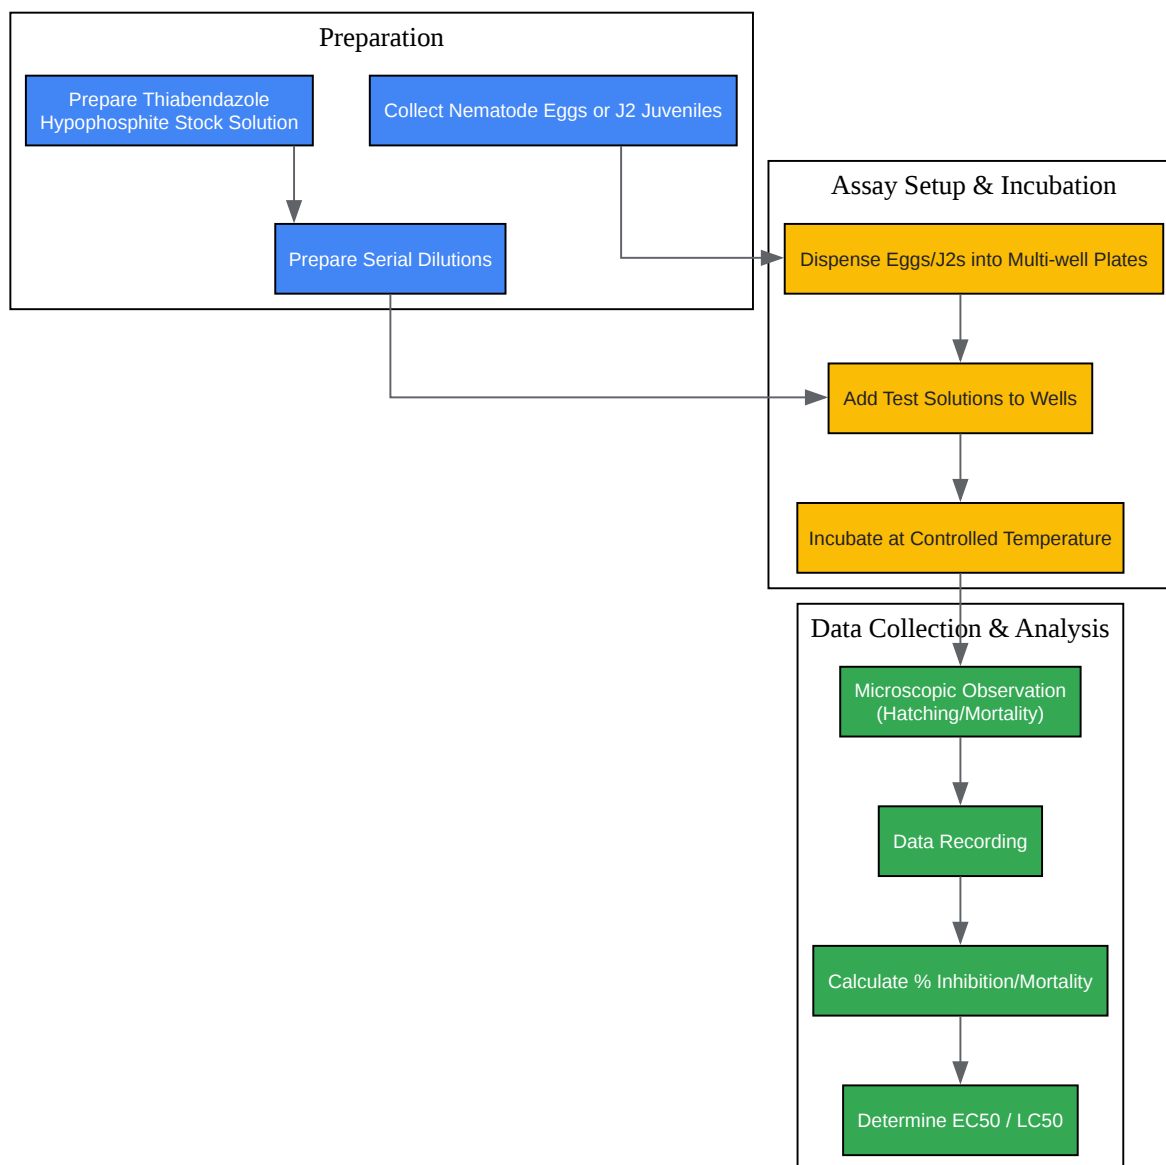 Preparation
Prepare Thiabendazole
Hypophosphite Stock Solution
Collect Nematode Eggs or J2 Juveniles
Prepare Serial Dilutions
Assay Setup & Incubation
Dispense Eggs/J2s into Multi-well Plates
Add Test Solutions to Wells
Incubate at Controlled Temperature
Data Collection & Analysis
Microscopic Observation
(Hatching/Mortality)
Data Recording
Calculate % Inhibition/Mortality
Determine EC50 / LC50